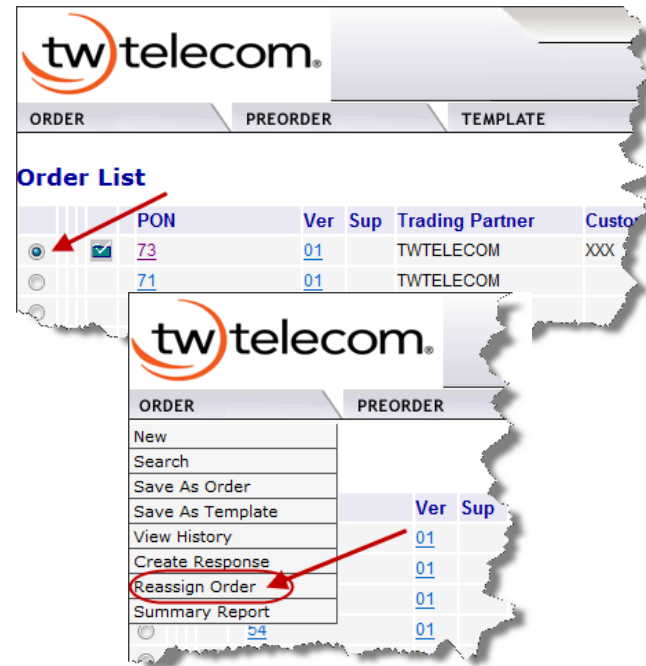 tw telecom®
ORDER PREORDER TEMPLATE
Order List
PON Ver Sup Trading Partner Custo
73 01 TWTELECOM XXX
71 01 TWTELECOM
tw telecom®
ORDER PREORDER
New
Search
Save As Order
Save As Template
Ver Sup
View History
01
Create Response
01
Reassign Order
01
Summary Report
54 01